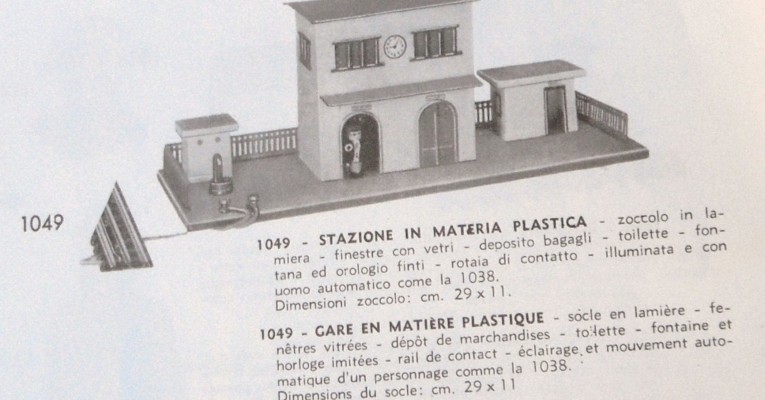 1049
1049 - STAZIONE IN MATERIA PLASTICA - zoccolo in la-
miera - finestre con vetri - deposito bagagli - toilette - fon-
tana ed orologio finti - rotaia di contatto - illuminata e con
uomo automatico come la 1038.
Dimensioni zoccolo: cm. 29 x 11.
1049 - GARE EN MATIÈRE PLASTIQUE - socle en lamière - fe-
nêtres vitrées - dépôt de marchandises - toilette - fontaine et
horloge imitées - rail de contact - éclairage et mouvement auto-
matique d'un personnage comme la 1038.
Dimensions du socle: cm. 29 x 11